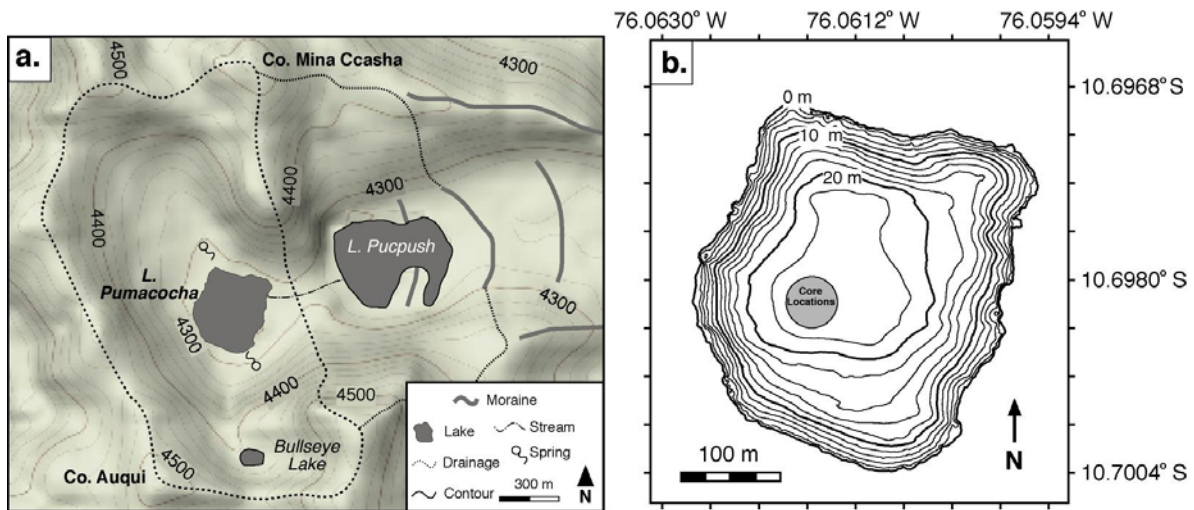 a.
4500
Co. Mina Ccasha
4300
4400
4300
4400
L. Pucpush
L.
Pumacocha
4300
4300
4400
4500
Bullseye
Lake
4500
Co. Auqui
Moraine
Lake
Stream
Drainage
Spring
Contour
300 m
N
b.
76.0630° W
76.0612° W
76.0594° W
10.6968° S
10.6980° S
10.7004° S
0 m
10 m
20 m
Core
Locations
100 m
N